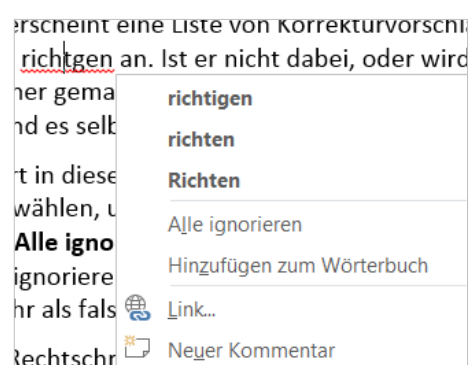 erscheint eine Liste von Korrekturvorschl
richtgen an. Ist er nicht dabei, oder wird
ner gema
nd es selb
richtigen
richten
Richten
rt in diese
wählen, u
Alle igno
ignoriere
hr als fals
Rechtschr
Alle ignorieren
Hinzufügen zum Wörterbuch
Link...
Neuer Kommentar